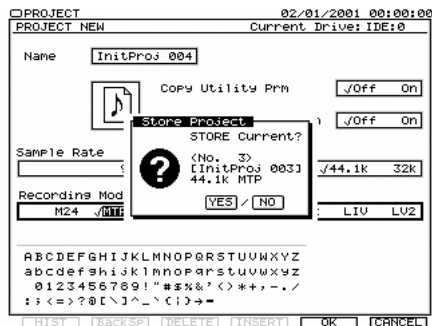 PROJECT 02/01/2001 00:00:00
PROJECT NEW Current Drive: IDE:0
Name InitProj 004
Copy Utility Prm √Off On
√Off On
Store Project
STORE Current?
(No. 3)
[InitProj 003]
44.1k MTP
YES / NO
Sample Rate
√44.1k 32k
Recording Mod
M24 √MTP LIV LV2
ABCDEFGHIJKLMNOPQRSTUVWXYZ
abcdefghijklmnopqrstuvwxyz
0123456789!"#$%&'()*+,-./
:;<=>?@[\]^_`{|}→←
HIST BackSP DELETE INSERT OK CANCEL